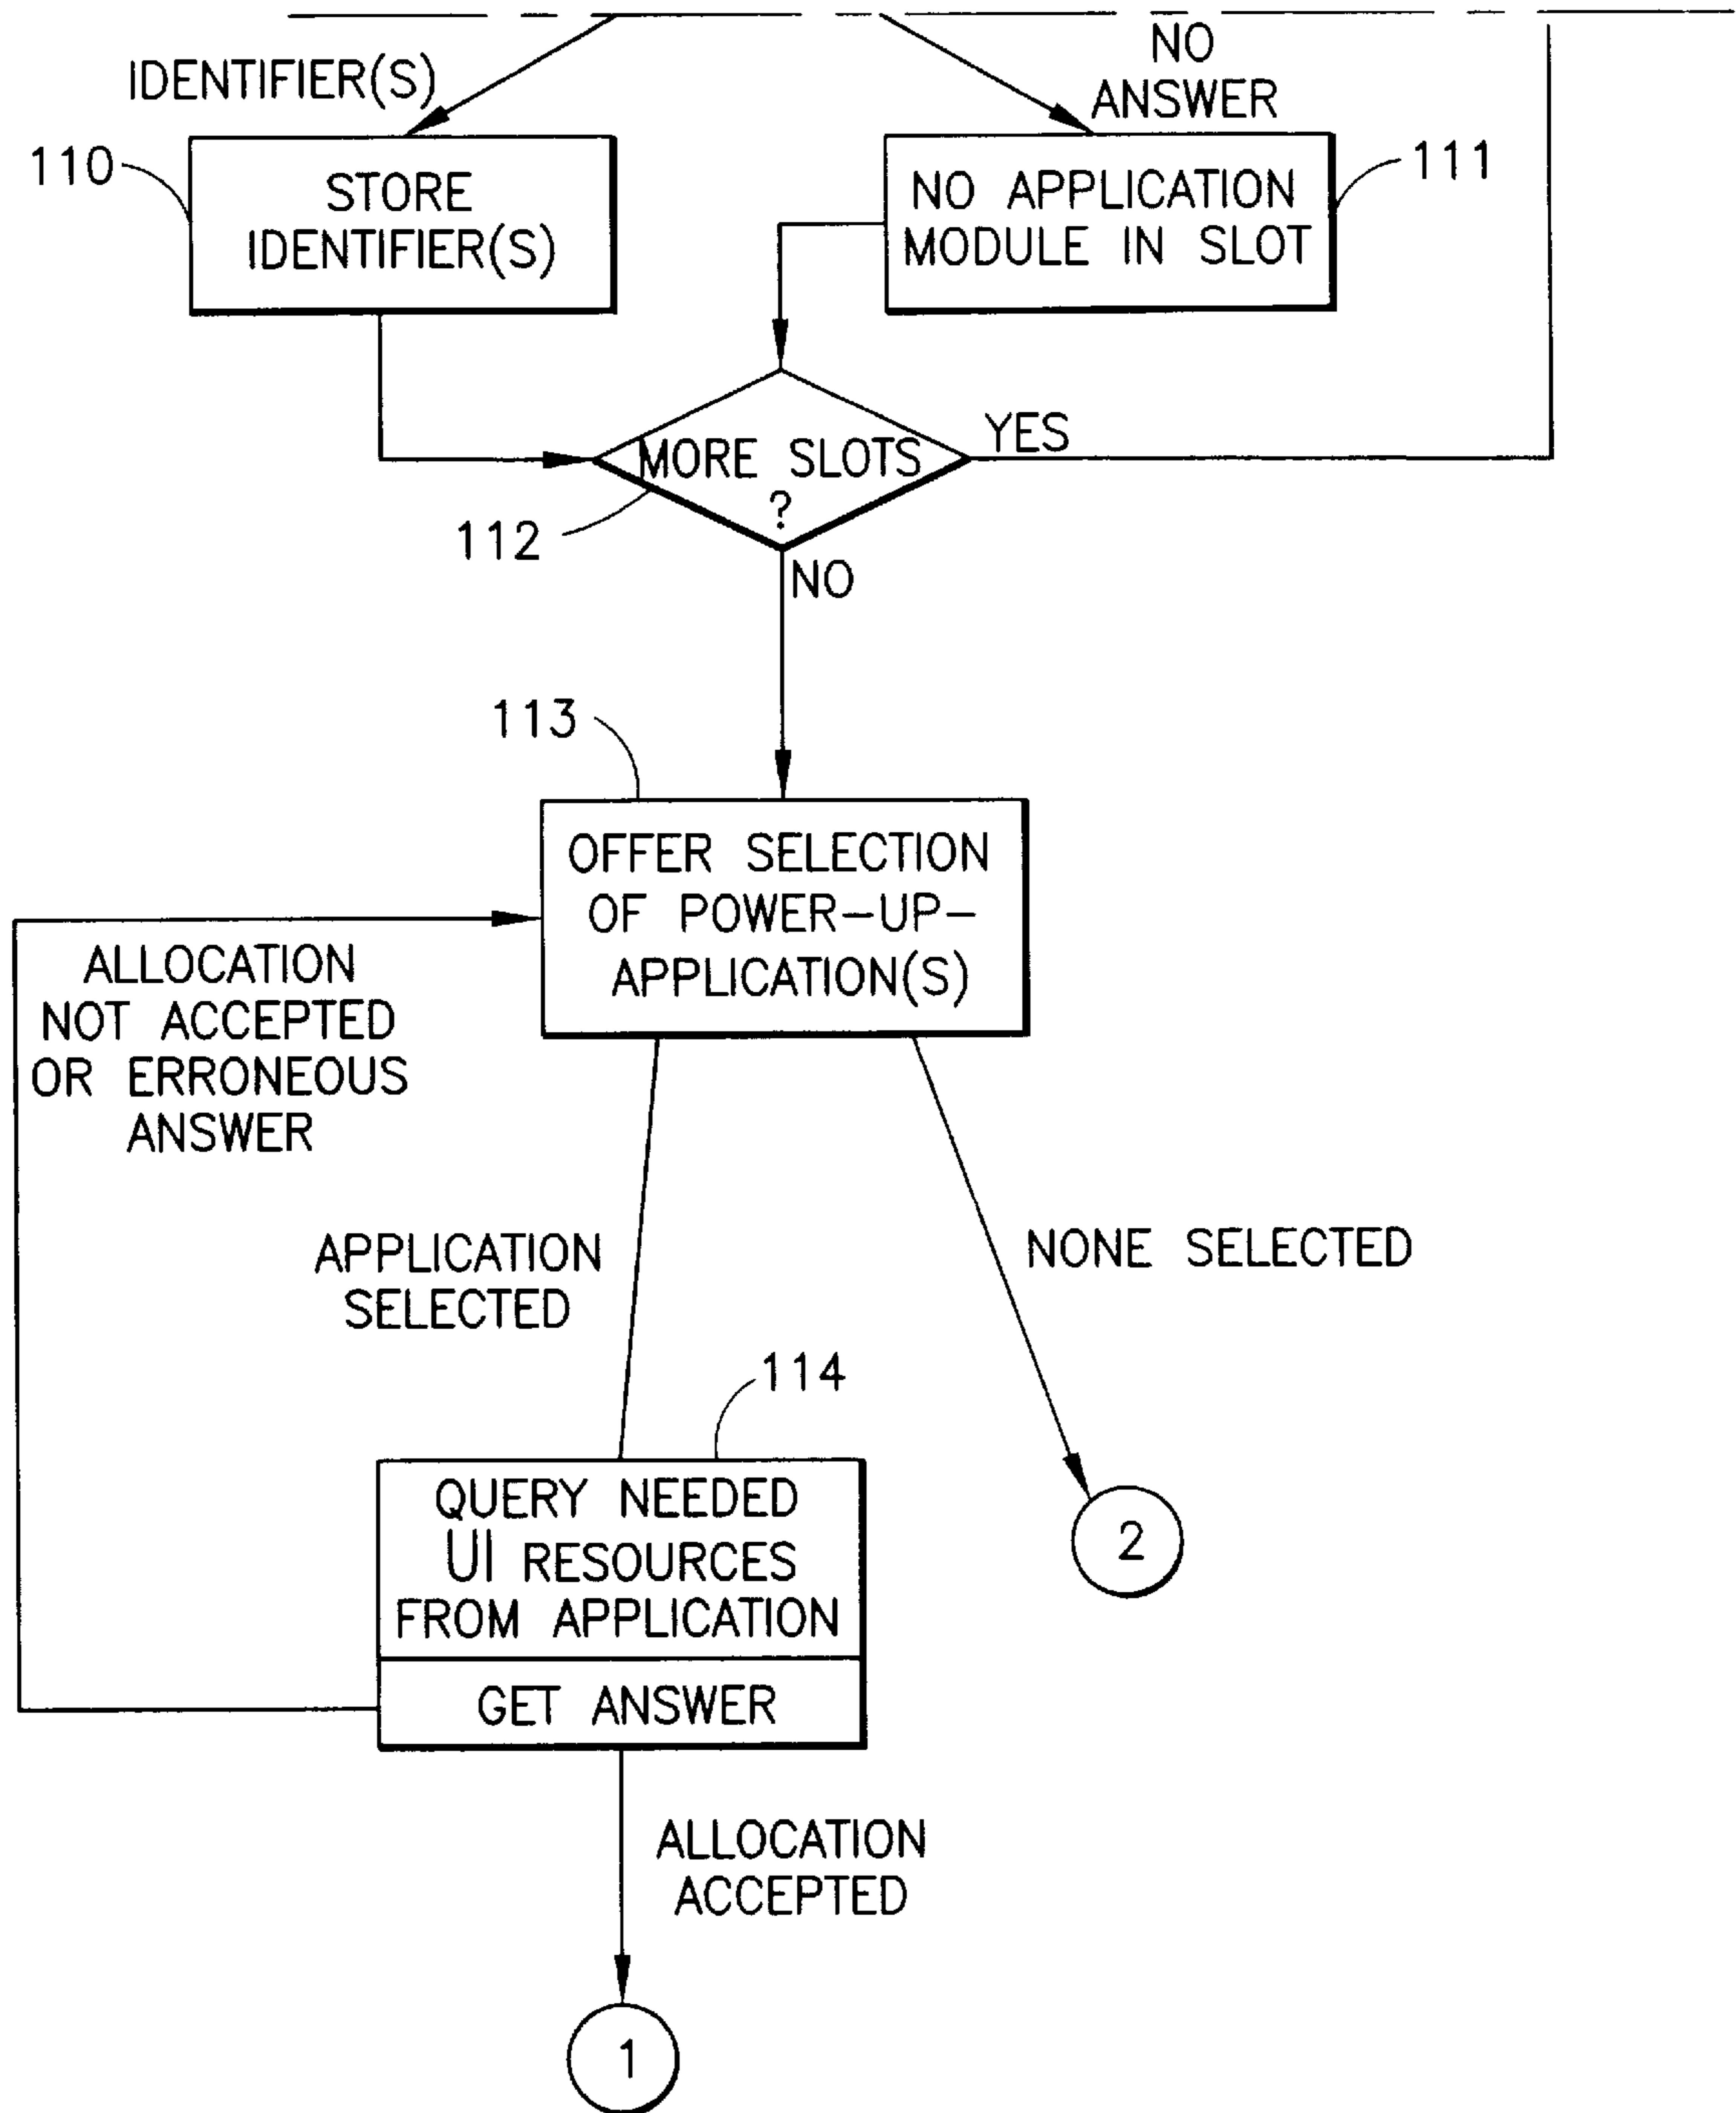 IDENTIFIER(S)
NO
ANSWER
110
STORE
IDENTIFIER(S)
NO APPLICATION
MODULE IN SLOT
111
MORE SLOTS
?
YES
112
NO
113
OFFER SELECTION
OF POWER-UP-
APPLICATION(S)
ALLOCATION
NOT ACCEPTED
OR ERRONEOUS
ANSWER
APPLICATION
SELECTED
NONE SELECTED
114
QUERY NEEDED
UI RESOURCES
FROM APPLICATION
GET ANSWER
2
ALLOCATION
ACCEPTED
1